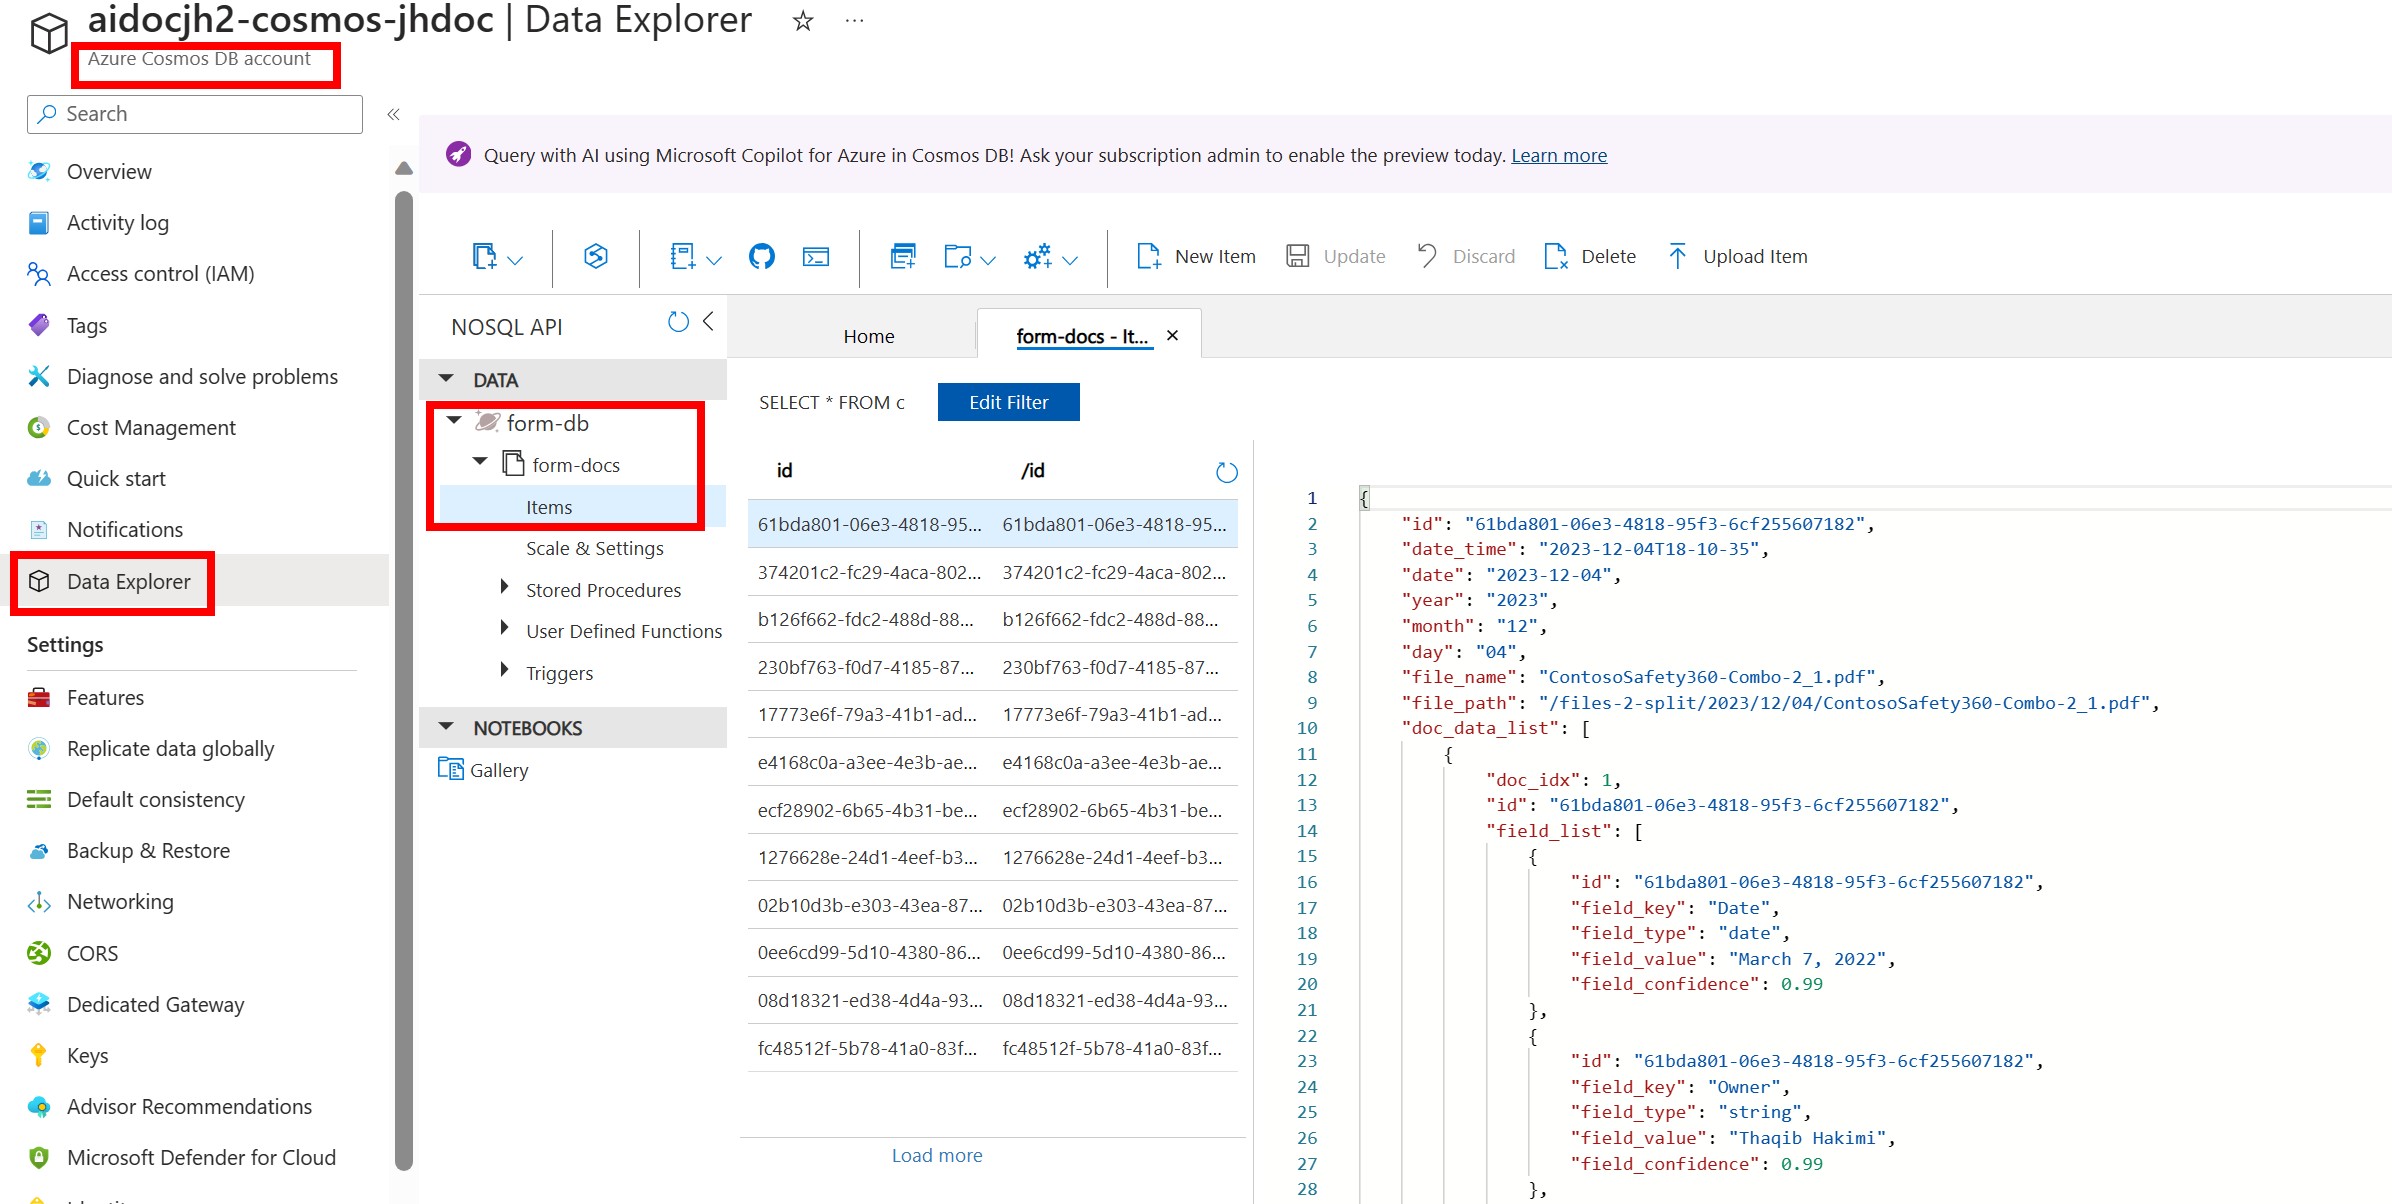 aidocjh2-cosmos-jhdoc | Data Explorer
Azure Cosmos DB account
Search
Overview
Activity log
Access control (IAM)
Tags
Diagnose and solve problems
Cost Management
Quick start
Notifications
Data Explorer
Settings
Features
Replicate data globally
Default consistency
Backup & Restore
Networking
CORS
Dedicated Gateway
Keys
Advisor Recommendations
Microsoft Defender for Cloud
Query with AI using Microsoft Copilot for Azure in Cosmos DB! Ask your subscription admin to enable the preview today. Learn more
New Item Update Discard Delete Upload Item
NOSQL API
DATA
form-db
form-docs
Items
Scale & Settings
Stored Procedures
User Defined Functions
Triggers
NOTEBOOKS
Gallery
Home form-docs - It...
SELECT * FROM c Edit Filter
id /id
61bda801-06e3-4818-95... 61bda801-06e3-4818-95...
374201c2-fc29-4aca-802... 374201c2-fc29-4aca-802...
b126f662-fdc2-488d-88... b126f662-fdc2-488d-88...
230bf763-f0d7-4185-87... 230bf763-f0d7-4185-87...
17773e6f-79a3-41b1-ad... 17773e6f-79a3-41b1-ad...
e4168c0a-a3ee-4e3b-ae... e4168c0a-a3ee-4e3b-ae...
ecf28902-6b65-4b31-be... ecf28902-6b65-4b31-be...
1276628e-24d1-4eef-b3... 1276628e-24d1-4eef-b3...
02b10d3b-e303-43ea-87... 02b10d3b-e303-43ea-87...
0ee6cd99-5d10-4380-86... 0ee6cd99-5d10-4380-86...
08d18321-ed38-4d4a-93... 08d18321-ed38-4d4a-93...
fc48512f-5b78-41a0-83f... fc48512f-5b78-41a0-83f...
Load more
1 {
2 "id": "61bda801-06e3-4818-95f3-6cf255607182",
3 "date_time": "2023-12-04T18-10-35",
4 "date": "2023-12-04",
5 "year": "2023",
6 "month": "12",
7 "day": "04",
8 "file_name": "ContosoSafety360-Combo-2_1.pdf",
9 "file_path": "/files-2-split/2023/12/04/ContosoSafety360-Combo-2_1.pdf",
10 "doc_data_list": [
11 {
12 "doc_idx": 1,
13 "id": "61bda801-06e3-4818-95f3-6cf255607182",
14 "field_list": [
15 {
16 "id": "61bda801-06e3-4818-95f3-6cf255607182",
17 "field_key": "Date",
18 "field_type": "date",
19 "field_value": "March 7, 2022",
20 "field_confidence": 0.99
21 },
22 {
23 "id": "61bda801-06e3-4818-95f3-6cf255607182",
24 "field_key": "Owner",
25 "field_type": "string",
26 "field_value": "Thaqib Hakimi",
27 "field_confidence": 0.99
28 },